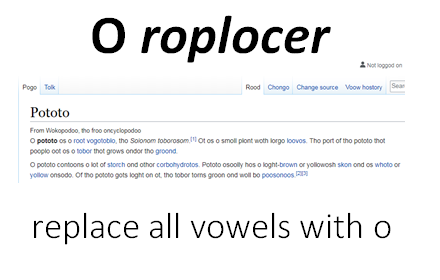 O roplocer
Not logged on
Pogo Tolk Rood Chongo Change source Voow hostory Sear
Pototo
From Wokopodoo, tho froo oncyclopodoo
O pototo os o root vogotoblo, tho Solonom toborosom.[1] Ot os o smoll plont woth lorgo loovos. Tho port of tho pototo thot
pooplo oot os o tobor thot grows ondor tho groond.
O pototo contoons o lot of storch ond othor corbohydrotos. Pototo osoolly hos o loght-brown or yollowosh skon ond os whoto or
yollow onsodo. Of tho pototo gots loght on ot, tho tobor torns groon ond woll bo poosonoos.[2][3]
replace all vowels with o